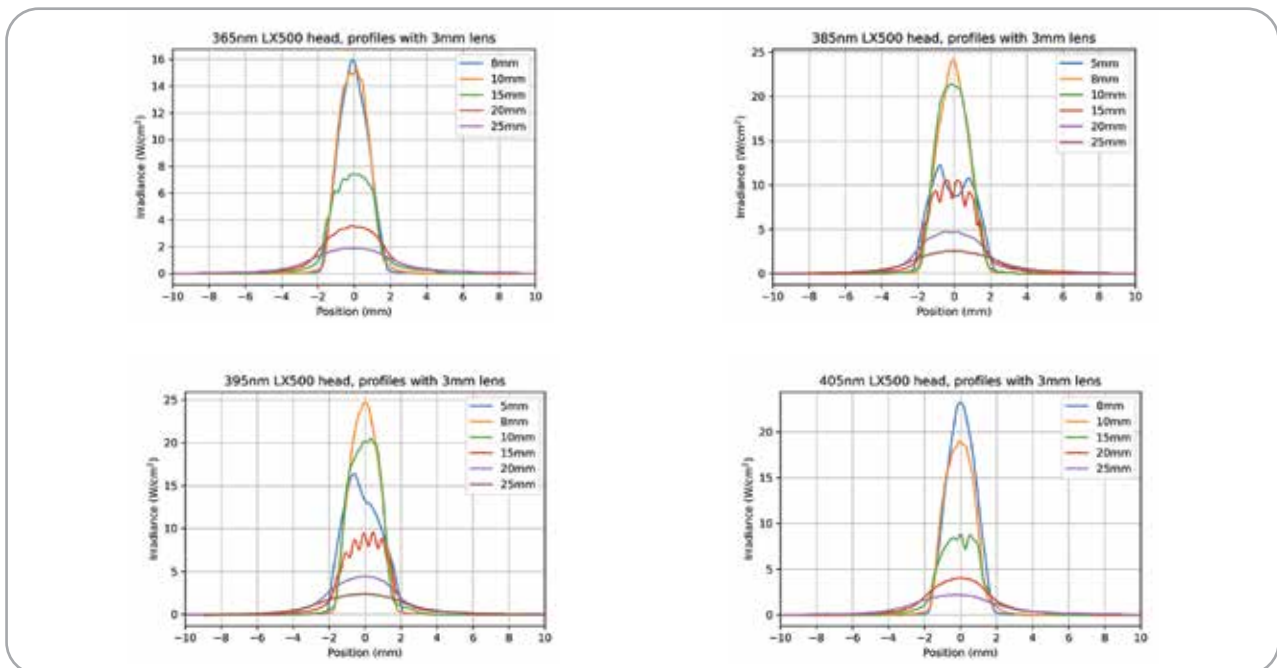 365nm LX500 head, profiles with 3mm lens
Irradiance (W/cm²)
16
14
12
10
8
6
4
2
0
8mm
10mm
15mm
20mm
25mm
−10 −8 −6 −4 −2 0 2 4 6 8 10
Position (mm)
385nm LX500 head, profiles with 3mm lens
Irradiance (W/cm²)
25
20
15
10
5
0
5mm
8mm
10mm
15mm
20mm
25mm
−10 −8 −6 −4 −2 0 2 4 6 8 10
Position (mm)
395nm LX500 head, profiles with 3mm lens
Irradiance (W/cm²)
25
20
15
10
5
0
5mm
8mm
10mm
15mm
20mm
25mm
−10 −8 −6 −4 −2 0 2 4 6 8 10
Position (mm)
405nm LX500 head, profiles with 3mm lens
Irradiance (W/cm²)
20
15
10
5
0
8mm
10mm
15mm
20mm
25mm
−10 −8 −6 −4 −2 0 2 4 6 8 10
Position (mm)